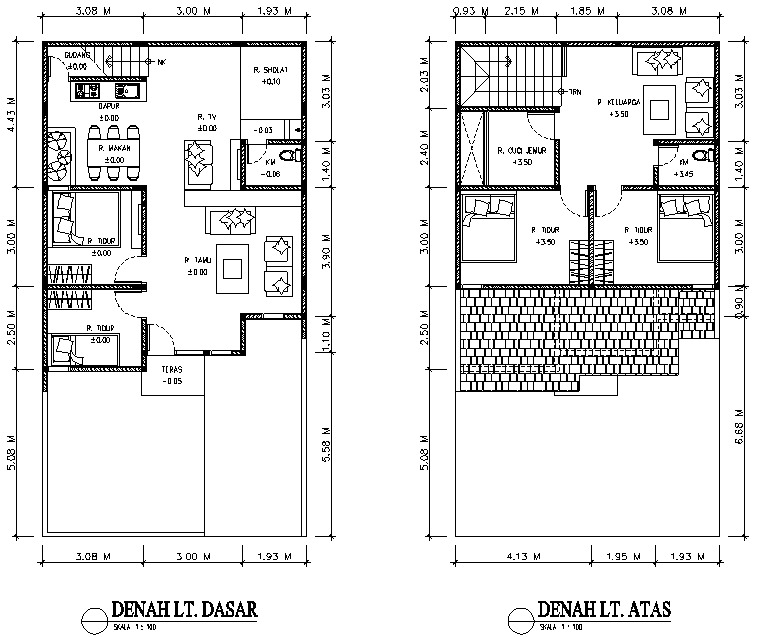 3.08 M 3.00 M 1.93 M
GUDANG
±0.00
NK
R. SHOLAT
+0.10
DAPUR
±0.00
R. TV
±0.00
-0.03
R. MAKAN
±0.00
KM
-0.06
R. TIDUR
±0.00
R. TAMU
±0.00
R. TIDUR
±0.00
TERAS
-0.05
4.43 M
3.00 M
2.50 M
5.08 M
3.03 M
1.40 M
3.90 M
1.10 M
5.58 M
3.08 M 3.00 M 1.93 M
DENAH LT. DASAR
SKALA 1 : 100
0.93 M 2.15 M 1.85 M 3.08 M
TRN
R. KELUARGA
+3.50
R. CUCI JEMUR
+3.50
KM
+3.45
R. TIDUR
+3.50
R. TIDUR
+3.50
2.03 M
2.40 M
3.00 M
2.50 M
5.08 M
3.03 M
1.40 M
3.00 M
0.90 M
6.68 M
4.13 M 1.95 M 1.93 M
DENAH LT. ATAS
SKALA 1 : 100